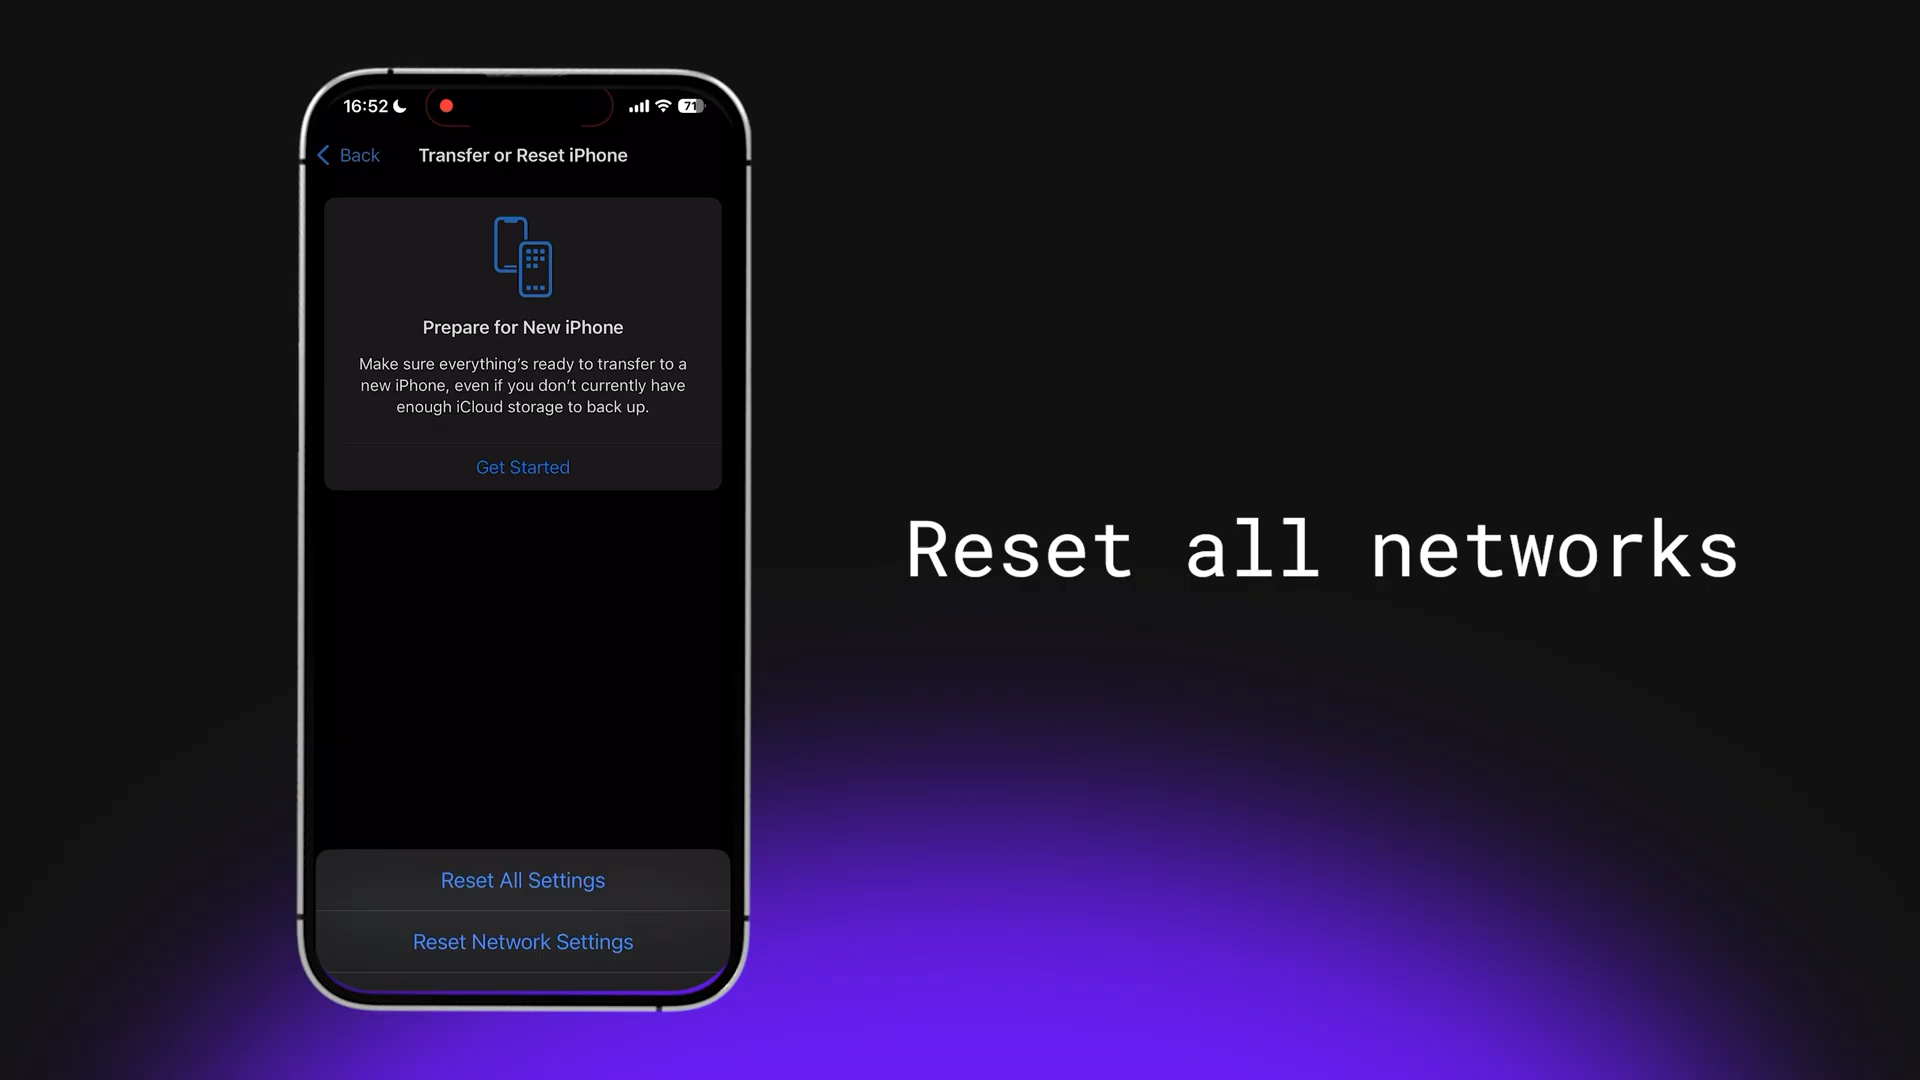 16:52
71
Back
Transfer or Reset iPhone
Prepare for New iPhone
Make sure everything's ready to transfer to a
new iPhone, even if you don't currently have
enough iCloud storage to back up.
Get Started
Reset all networks
Reset All Settings
Reset Network Settings